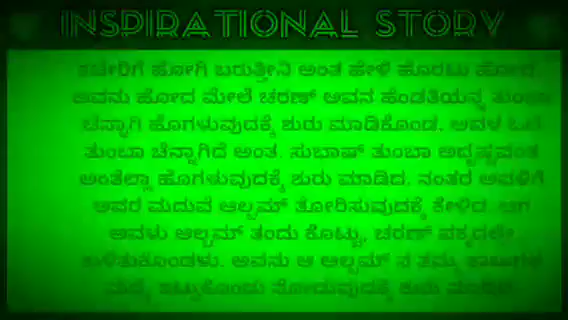 INSPIRATIONAL STORY
ಕಚೇರಿಗೆ ಹೋಗಿ ಬರುತ್ತೀನಿ ಅಂತ ಹೇಳಿ ಹೊರಟು ಹೋದ.
ಅವನು ಹೋದ ಮೇಲೆ ಚರಣ್ ಅವನ ಹೆಂಡತಿಯನ್ನ ತುಂಬಾ
ಚೆನ್ನಾಗಿ ಹೊಗಳುವುದಕ್ಕೆ ಶುರು ಮಾಡಿಕೊಂಡ. ಅವಳ
ತುಂಬಾ ಚೆನ್ನಾಗಿದೆ ಅಂತ. ಸುಭಾಷ್ ತುಂಬಾ ಅದೃಷ್ಟವಂತ
ಅಂತೆಲ್ಲಾ ಹೊಗಳುವುದಕ್ಕೆ ಶುರು ಮಾಡಿದ. ನಂತರ ಅವಳಿಗೆ
ಅವರ ಮದುವೆ ಆಲ್ಬಮ್ ತೋರಿಸುವುದಕ್ಕೆ ಕೇಳಿದ. ಆಗ
ಅವಳು ಆಲ್ಬಮ್ ತಂದು ಕೊಟ್ಟು, ಚರಣ್ ಪಕ್ಕದಲ್ಲೇ
ಕುಳಿತುಕೊಂಡಳು. ಅವನು ಆ ಆಲ್ಬಮ್ ನ ತಮ್ಮ ಕಾಲುಗಳ
ಮಧ್ಯೆ ಇಟ್ಟುಕೊಂಡು ನೋಡುವುದಕ್ಕೆ ಶುರು ಮಾಡಿದ.